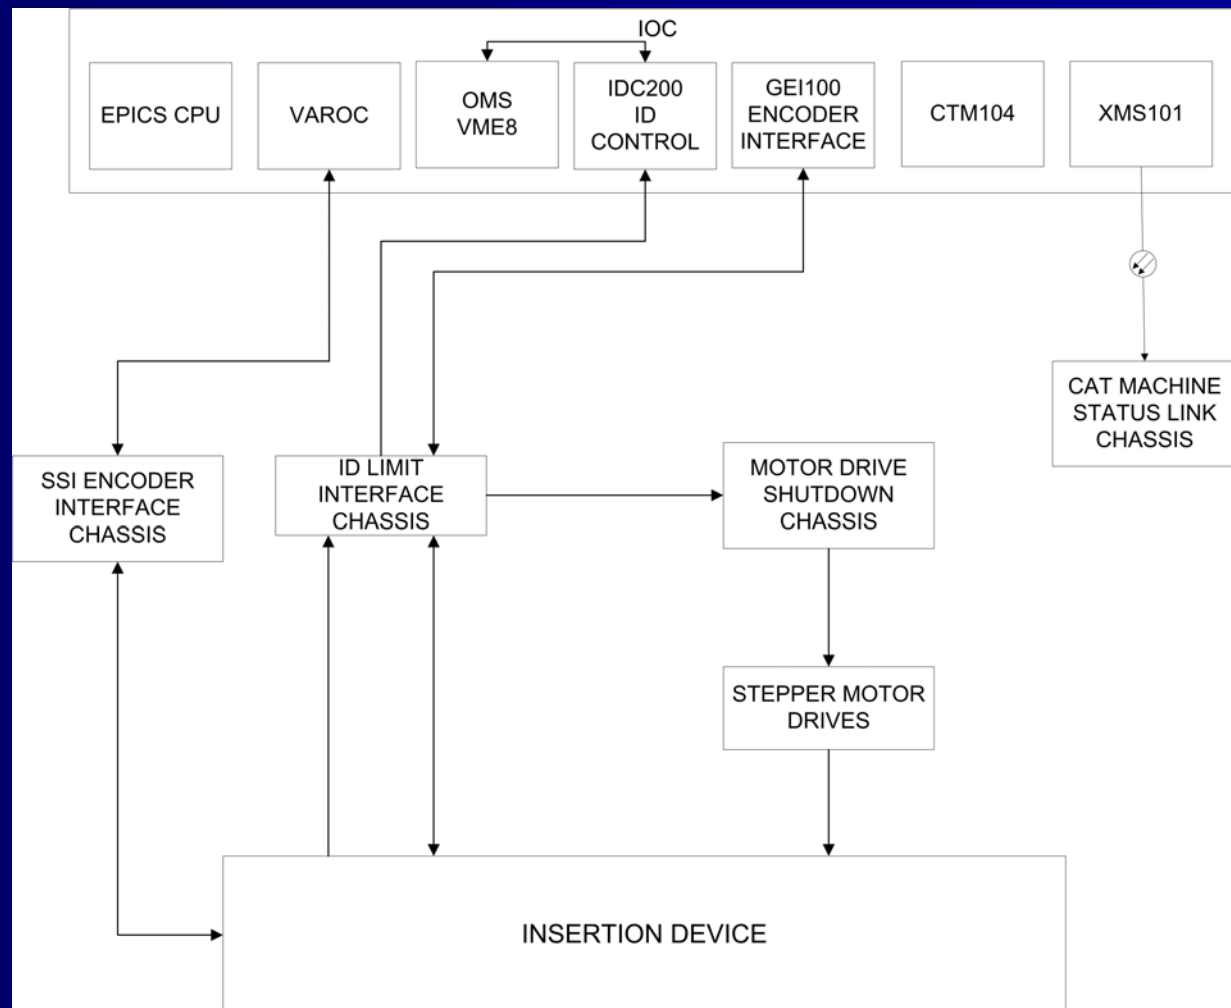 IOC
EPICS CPU
VAROC
OMS
VME8
IDC200
ID
CONTROL
GEI100
ENCODER
INTERFACE
CTM104
XMS101
CAT MACHINE
STATUS LINK
CHASSIS
SSI ENCODER
INTERFACE
CHASSIS
ID LIMIT
INTERFACE
CHASSIS
MOTOR DRIVE
SHUTDOWN
CHASSIS
STEPPER MOTOR
DRIVES
INSERTION DEVICE